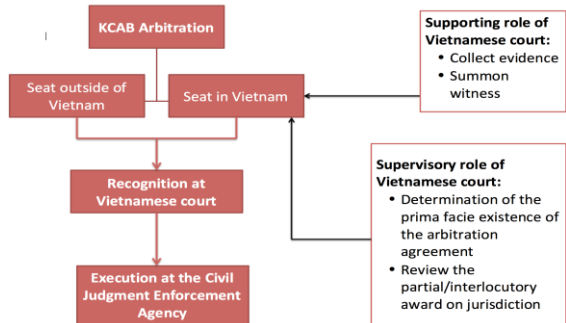 KCAB Arbitration
Seat outside of
Vietnam
Seat in Vietnam
Recognition at
Vietnamese court
Execution at the Civil
Judgment Enforcement
Agency
Supporting role of
Vietnamese court:
• Collect evidence
• Summon
witness
Supervisory role of
Vietnamese court:
• Determination of the
prima facie existence of
the arbitration
agreement
• Review the
partial/interlocutory
award on jurisdiction